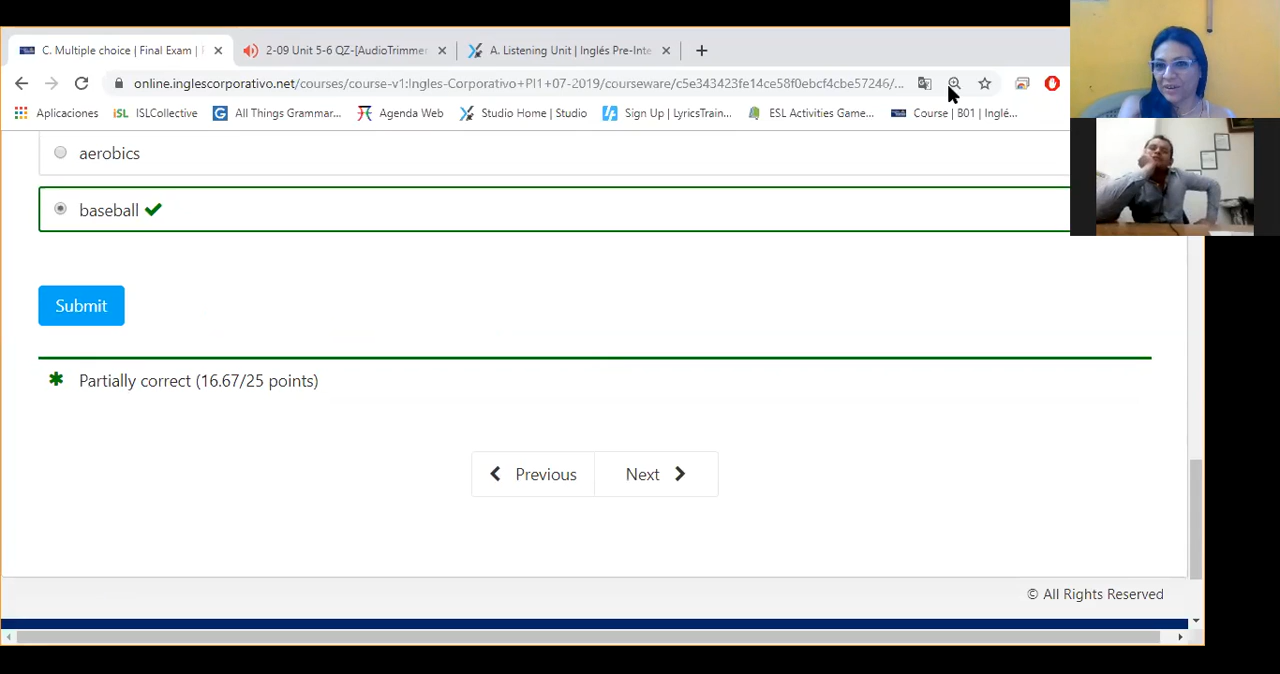 C. Multiple choice | Final Exam |
2-09 Unit 5-6 QZ-[AudioTrimmer
A. Listening Unit | Inglés Pre-Inte
online.inglescorporativo.net/courses/course-v1:Ingles-Corporativo+PI1+07-2019/courseware/c5e343423fe14ce58f0ebcf4cbe57246/...
Aplicaciones
iSL ISLCollective
G All Things Grammar...
Agenda Web
Studio Home | Studio
Sign Up | LyricsTrain...
ESL Activities Game...
Course | B01 | Inglé...
aerobics
baseball
Submit
Partially correct (16.67/25 points)
Previous
Next
© All Rights Reserved